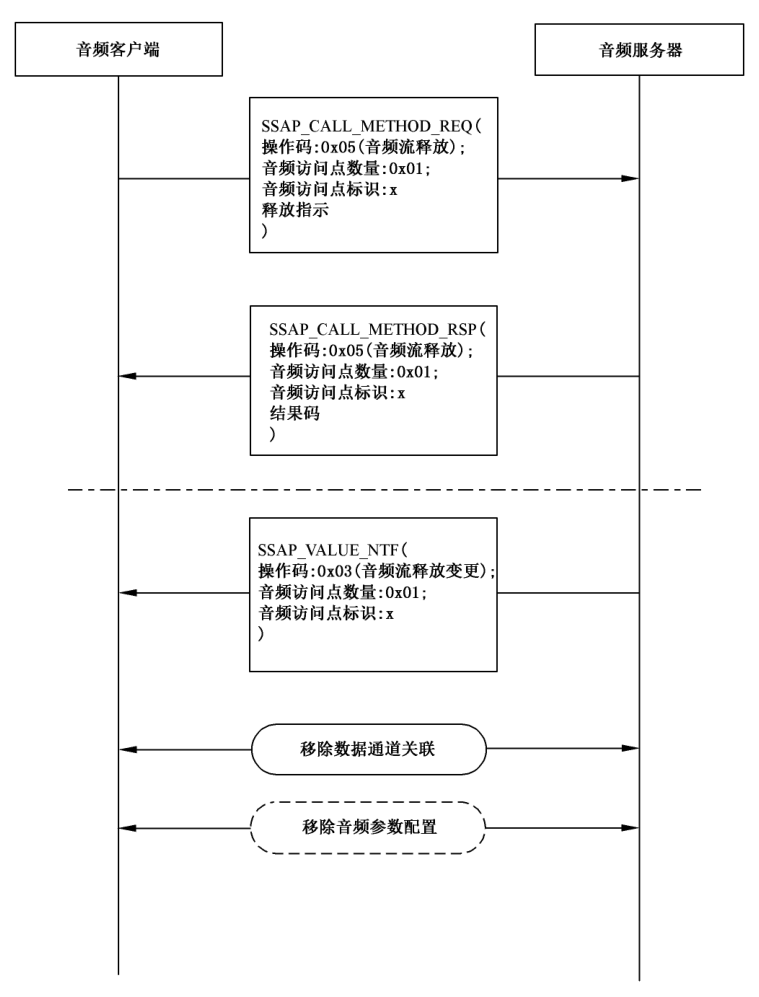 音频客户端
音频服务器
SSAP_CALL_METHOD_REQ(
操作码:0x05(音频流释放);
音频访问点数量:0x01;
音频访问点标识:x
释放指示
)
SSAP_CALL_METHOD_RSP(
操作码:0x05(音频流释放);
音频访问点数量:0x01;
音频访问点标识:x
结果码
)
SSAP_VALUE_NTF(
操作码:0x03(音频流释放变更);
音频访问点数量:0x01;
音频访问点标识:x
)
移除数据通道关联
移除音频参数配置